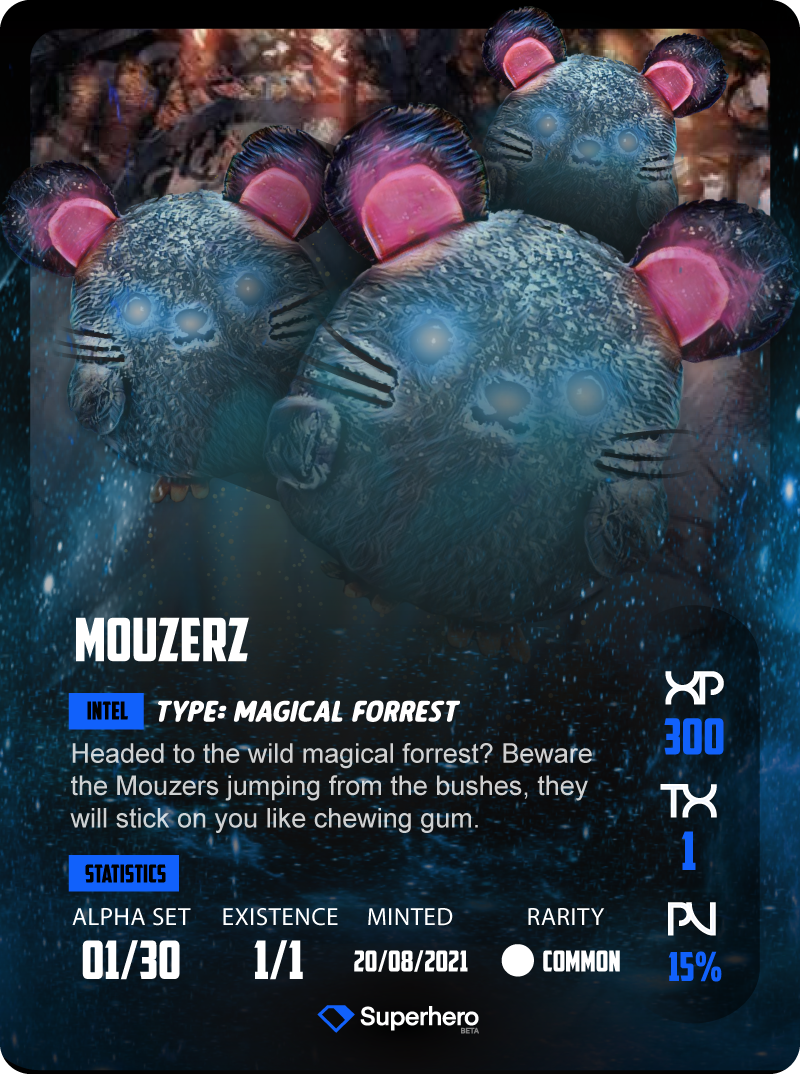 MOUZERZ
INTEL TYPE: MAGICAL FORREST
Headed to the wild magical forrest? Beware
the Mouzers jumping from the bushes, they
will stick on you like chewing gum.
STATISTICS
ALPHA SET EXISTENCE MINTED RARITY
01/30 1/1 20/08/2021 COMMON
XP
300
TX
1
PV
15%
Superhero
BETA